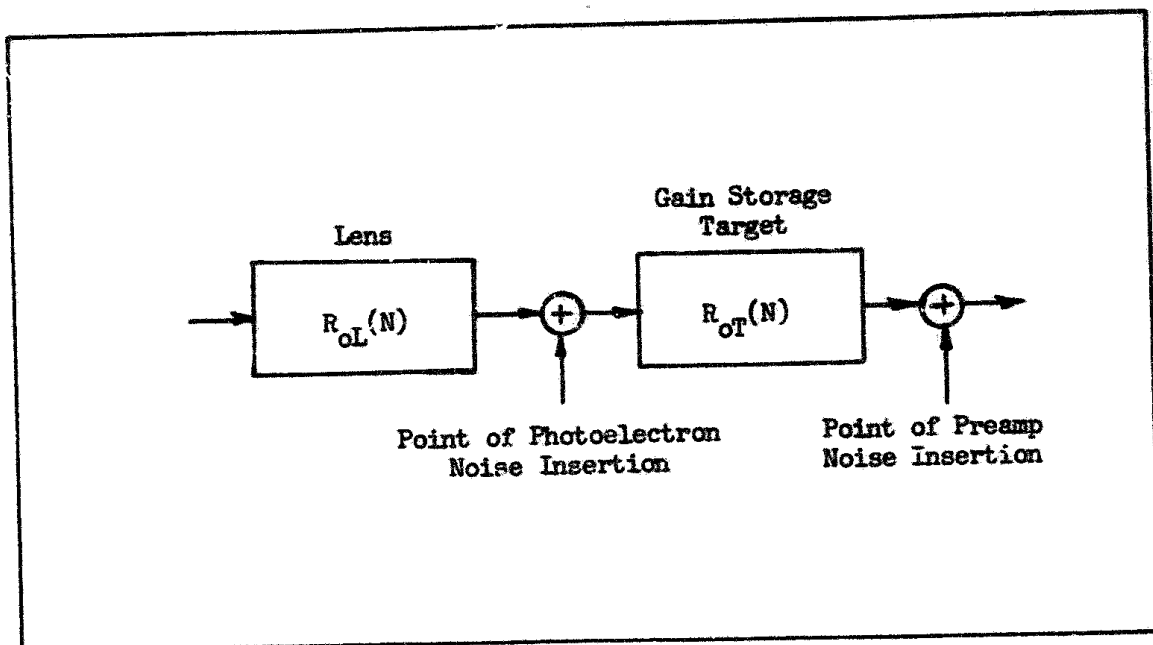 Lens
Gain Storage
Target
R_oL(N)
+
R_oT(N)
+
Point of Photoelectron
Noise Insertion
Point of Preamp
Noise Insertion